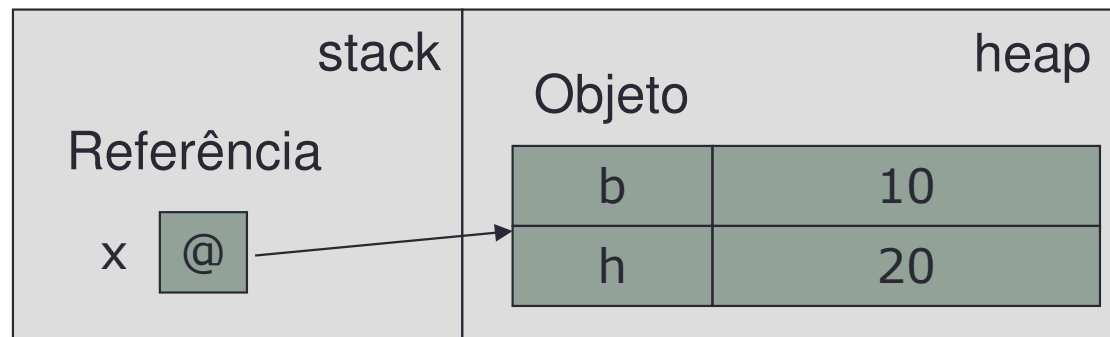 stack
Referência
x @
heap
Objeto
b 10
h 20